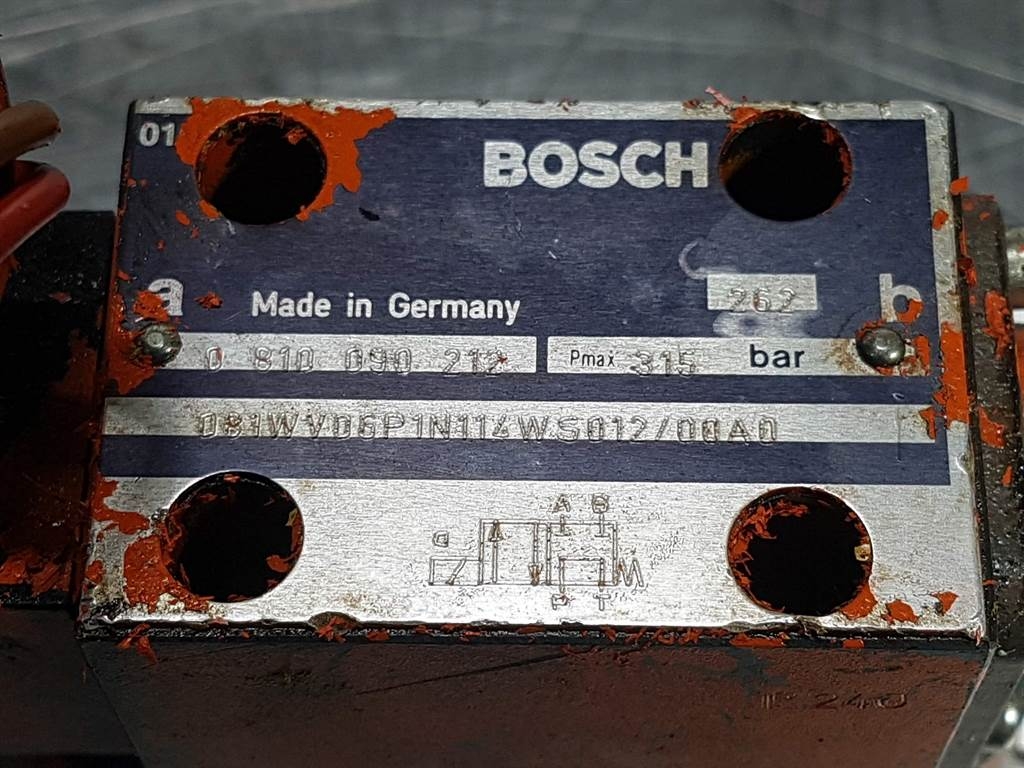 01
BOSCH
a
Made in Germany
262
b
0 810 090 212
Pmax 315 bar
081WV06P1N114WS012/00A0
A B
a
P T